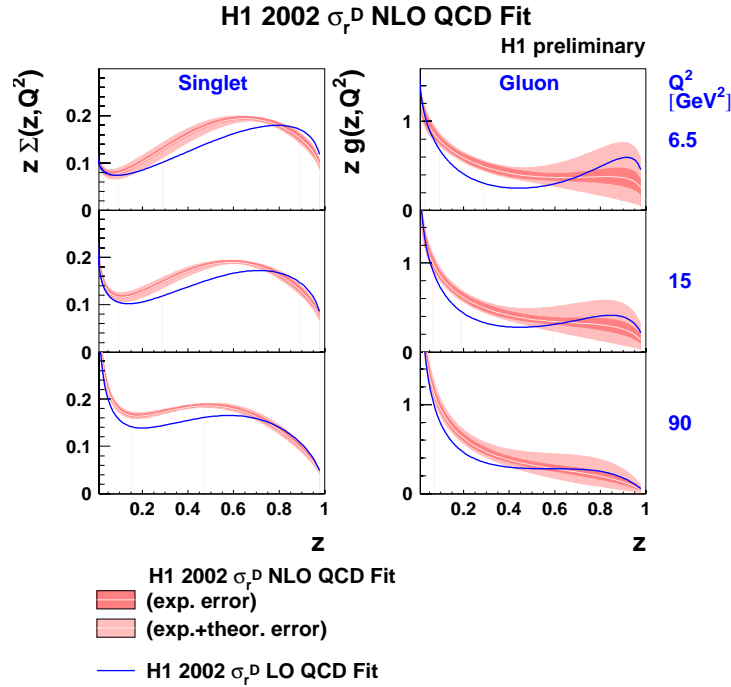 H1 2002 σ_r^D NLO QCD Fit
H1 preliminary
z Σ(z,Q²)
Singlet
0.2
0.1
0
0.2
0.1
0
0.2
0.1
0
0.2 0.4 0.6 0.8 1
z
z g(z,Q²)
Gluon
1
0
1
0
1
0
0.2 0.4 0.6 0.8 1
z
Q²
[GeV²]
6.5
15
90
H1 2002 σ_r^D NLO QCD Fit
(exp. error)
(exp.+theor. error)
H1 2002 σ_r^D LO QCD Fit